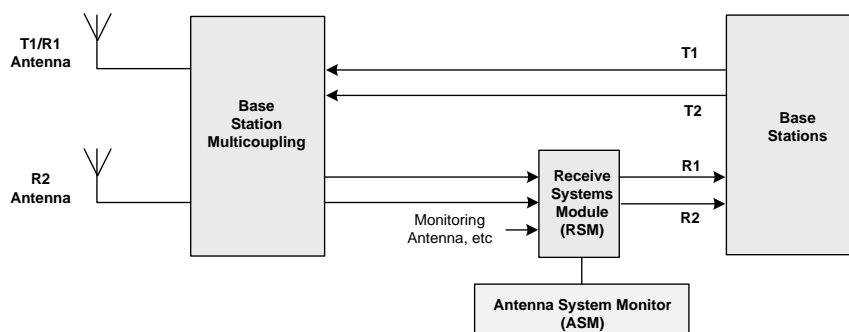 T1/R1
Antenna
T1
T2
Base
Station
Multicoupling
Base
Stations
R2
Antenna
Receive
Systems
Module
(RSM)
R1
R2
Monitoring
Antenna, etc
Antenna System Monitor
(ASM)